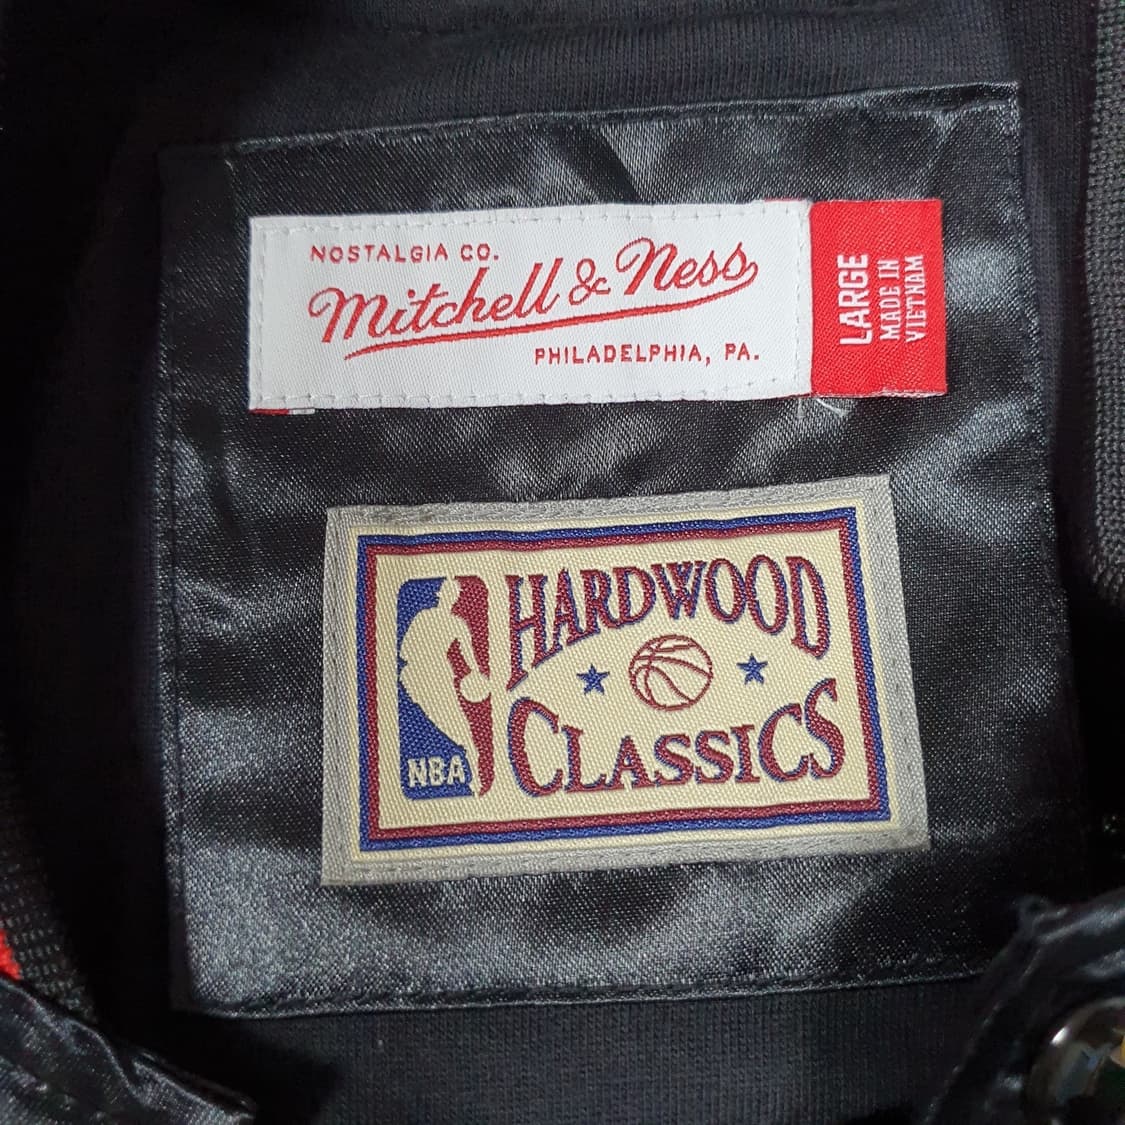 NOSTALGIA CO.
Mitchell & Ness
PHILADELPHIA, PA.
LARGE
MADE IN
VIETNAM
HARDWOOD
CLASSICS
NBA